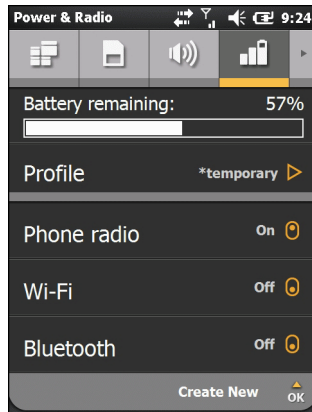 Power & Radio 9:24
Battery remaining: 57%
Profile *temporary
Phone radio On
Wi-Fi Off
Bluetooth Off
Create New OK